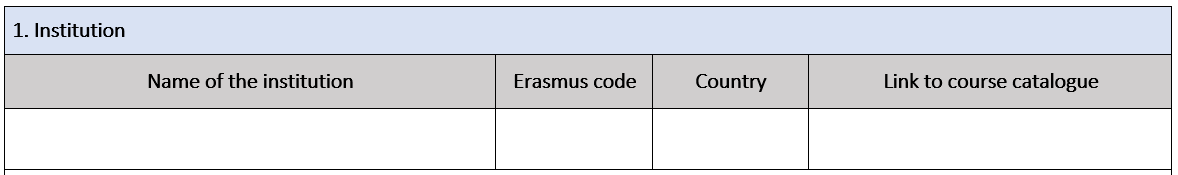 1. Institution
Name of the institution Erasmus code Country Link to course catalogue